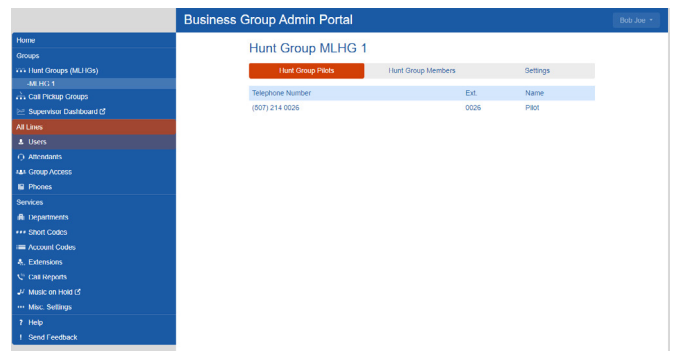 Business Group Admin Portal
Bob Joe
Home
Groups
Hunt Groups (MLHGs)
-MLHG 1
Call Pickup Groups
Supervisor Dashboard
All Lines
Users
Attendants
Group Access
Phones
Services
Departments
Short Codes
Account Codes
Extensions
Call Reports
Music on Hold
Misc. Settings
? Help
! Send Feedback
Hunt Group MLHG 1
Hunt Group Pilots Hunt Group Members Settings
Telephone Number Ext. Name
(507) 214 0026 0026 Pilot